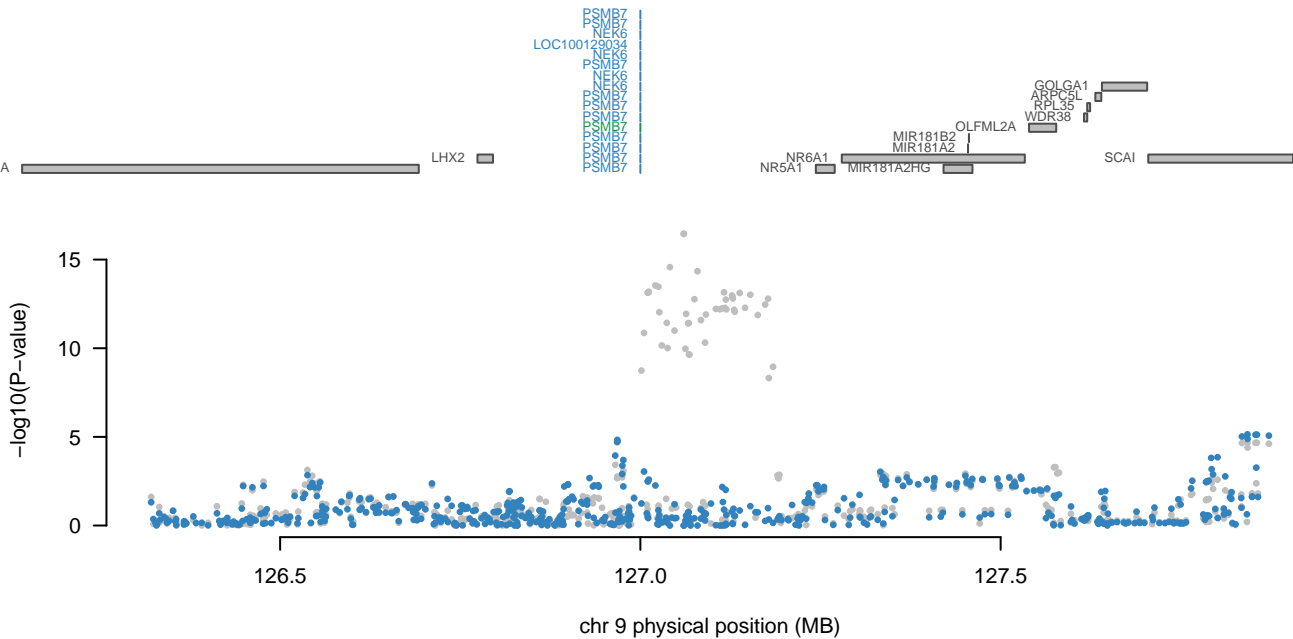 PSMB7
PSMB7
NEK6
LOC100129034
NEK6
PSMB7
NEK6
NEK6 GOLGA1
PSMB7 ARPC5L
PSMB7 RPL35
PSMB7 WDR38
PSMB7 OLFML2A
PSMB7 MIR181B2
PSMB7 MIR181A2
LHX2 PSMB7 NR6A1 SCAI
A PSMB7 NR5A1 MIR181A2HG
15
10
5
0
−log10(P−value)
126.5 127.0 127.5
chr 9 physical position (MB)